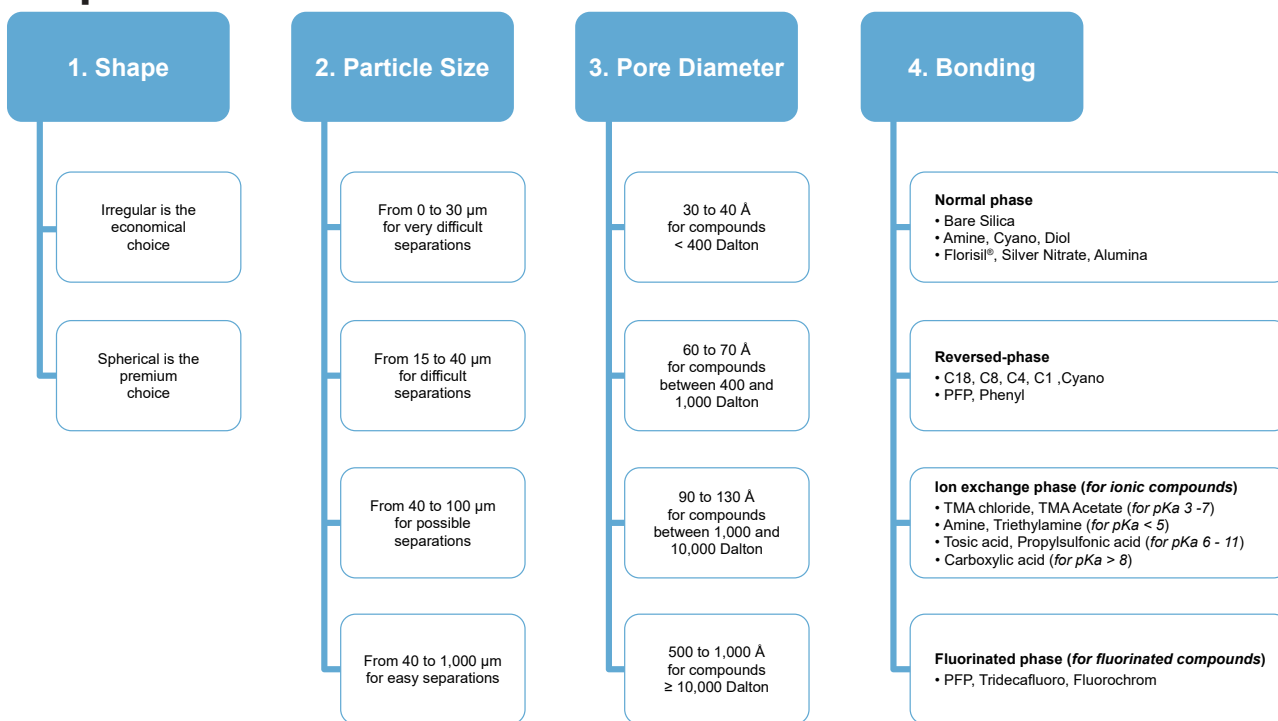 1. Shape
Irregular is the
economical
choice
Spherical is the
premium
choice
2. Particle Size
From 0 to 30 µm
for very difficult
separations
From 15 to 40 µm
for difficult
separations
From 40 to 100 µm
for possible
separations
From 40 to 1,000 µm
for easy separations
3. Pore Diameter
30 to 40 Å
for compounds
< 400 Dalton
60 to 70 Å
for compounds
between 400 and
1,000 Dalton
90 to 130 Å
for compounds
between 1,000 and
10,000 Dalton
500 to 1,000 Å
for compounds
≥ 10,000 Dalton
4. Bonding
Normal phase
• Bare Silica
• Amine, Cyano, Diol
• Florisil®, Silver Nitrate, Alumina
Reversed-phase
• C18, C8, C4, C1 ,Cyano
• PFP, Phenyl
Ion exchange phase (for ionic compounds)
• TMA chloride, TMA Acetate (for pKa 3 -7)
• Amine, Triethylamine (for pKa < 5)
• Tosic acid, Propylsulfonic acid (for pKa 6 - 11)
• Carboxylic acid (for pKa > 8)
Fluorinated phase (for fluorinated compounds)
• PFP, Tridecafluoro, Fluorochrom